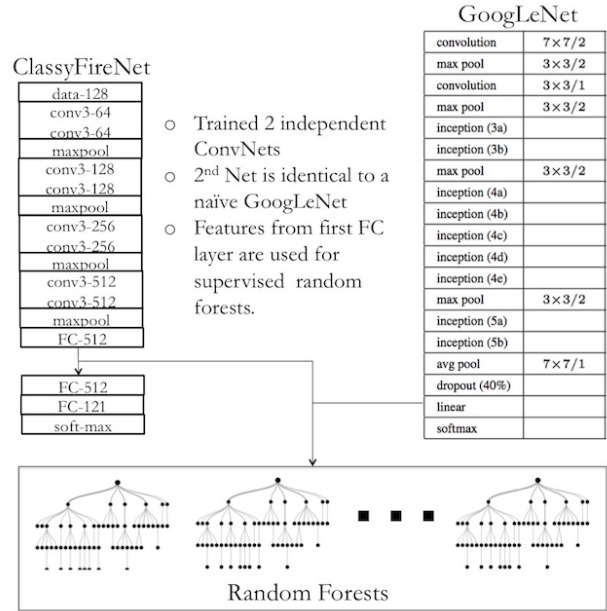 ClassyFireNet
data-128
conv3-64
conv3-64
maxpool
conv3-128
conv3-128
maxpool
conv3-256
conv3-256
maxpool
conv3-512
conv3-512
maxpool
FC-512
FC-512
FC-121
soft-max
o Trained 2 independent
ConvNets
o 2nd Net is identical to a
naïve GoogLeNet
o Features from first FC
layer are used for
supervised random
forests.
GoogLeNet
convolution 7×7/2
max pool 3×3/2
convolution 3×3/1
max pool 3×3/2
inception (3a)
inception (3b)
max pool 3×3/2
inception (4a)
inception (4b)
inception (4c)
inception (4d)
inception (4e)
max pool 3×3/2
inception (5a)
inception (5b)
avg pool 7×7/1
dropout (40%)
linear
softmax
Random Forests